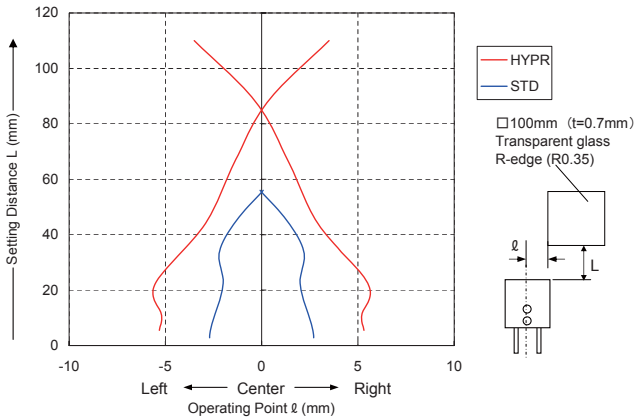 120
100
80
60
40
20
0
Setting Distance L (mm)
-10
-5
0
5
10
Left
Center
Right
Operating Point ℓ (mm)
HYPR
STD
□100mm (t=0.7mm)
Transparent glass
R-edge (R0.35)
ℓ
L